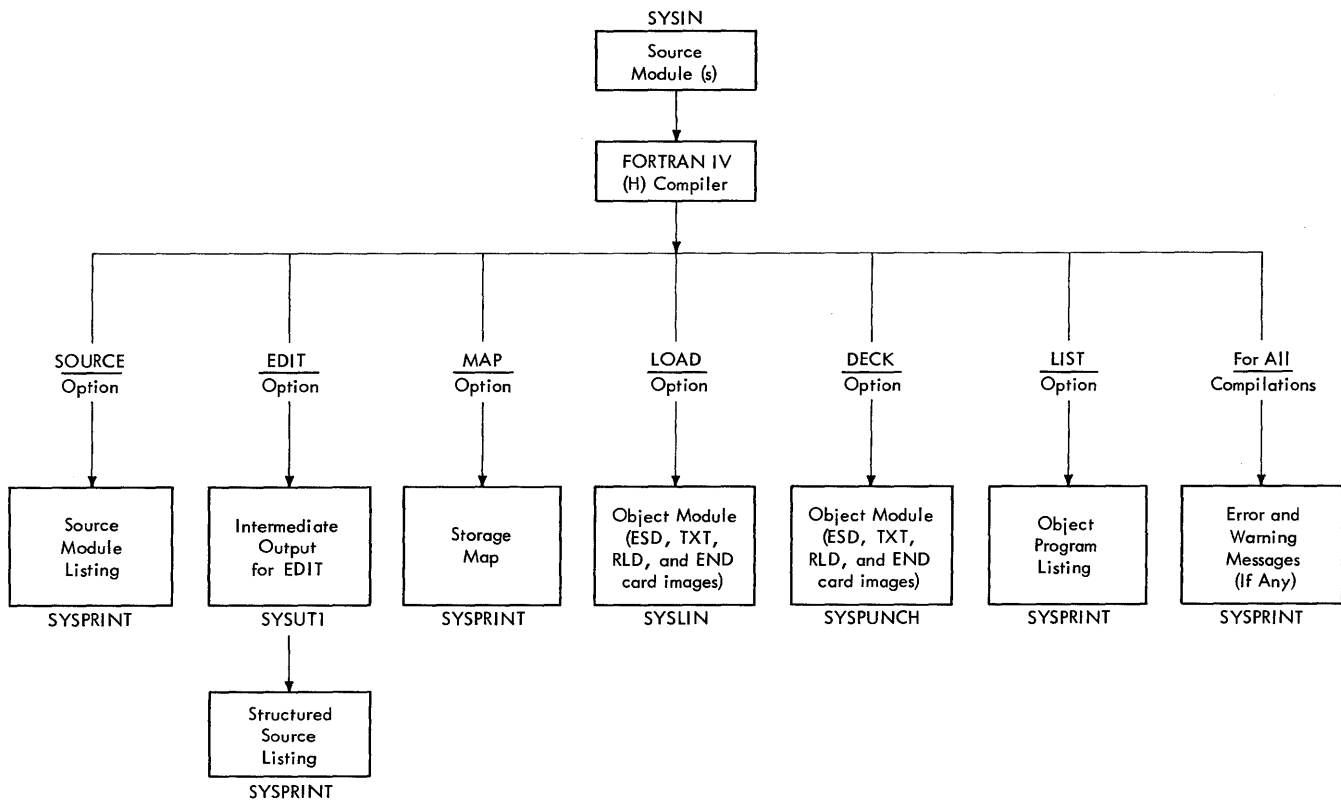 SYSIN
Source
Module (s)
FORTRAN IV
(H) Compiler
SOURCE
Option
EDIT
Option
MAP
Option
LOAD
Option
DECK
Option
LIST
Option
For All
Compilations
Source
Module
Listing
SYSPRINT
Intermediate
Output
for EDIT
SYSUT1
Storage
Map
SYSPRINT
Object Module
(ESD, TXT,
RLD, and END
card images)
SYSLIN
Object Module
(ESD, TXT,
RLD, and END
card images)
SYSPUNCH
Object
Program
Listing
SYSPRINT
Error and
Warning
Messages
(If Any)
SYSPRINT
Structured
Source
Listing
SYSPRINT